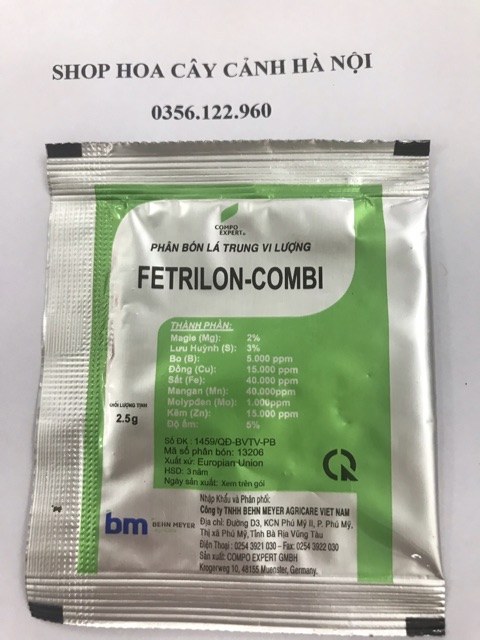 SHOP HOA CÂY CẢNH HÀ NỘI
0356.122.960
COMPO
EXPERT®
PHÂN BÓN LÁ TRUNG VI LƯỢNG
FETRILON-COMBI
THÀNH PHẦN:
Magie (Mg): 2%
Lưu Huỳnh (S): 3%
Bo (B): 5.000 ppm
Đồng (Cu): 15.000 ppm
Sắt (Fe): 40.000 ppm
Mangan (Mn): 40.000ppm
Molypden (Mo): 1.000ppm
Kẽm (Zn): 15.000 ppm
Độ ẩm: 5%
KHỐI LƯỢNG TỊNH
2.5g
Số ĐK : 1459/QĐ-BVTV-PB
Mã số phân bón: 13206
Xuất xứ: Europian Union
HSD: 3 năm
Ngày sản xuất: Xem trên gói
Nhập Khẩu và Phân phối:
Công ty TNHH BEHN MEYER AGRICARE VIET NAM
Địa chỉ: Đường D3, KCN Phú Mỹ II, P. Phú Mỹ,
Thị xã Phú Mỹ, Tỉnh Bà Rịa Vũng Tàu
Điện Thoại : 0254 3921 030 – Fax: 0254 3922 030
Sản xuất: COMPO EXPERT GMBH
Krogerweg 10, 48155 Muenster, Germany.
bm BEHN MEYER